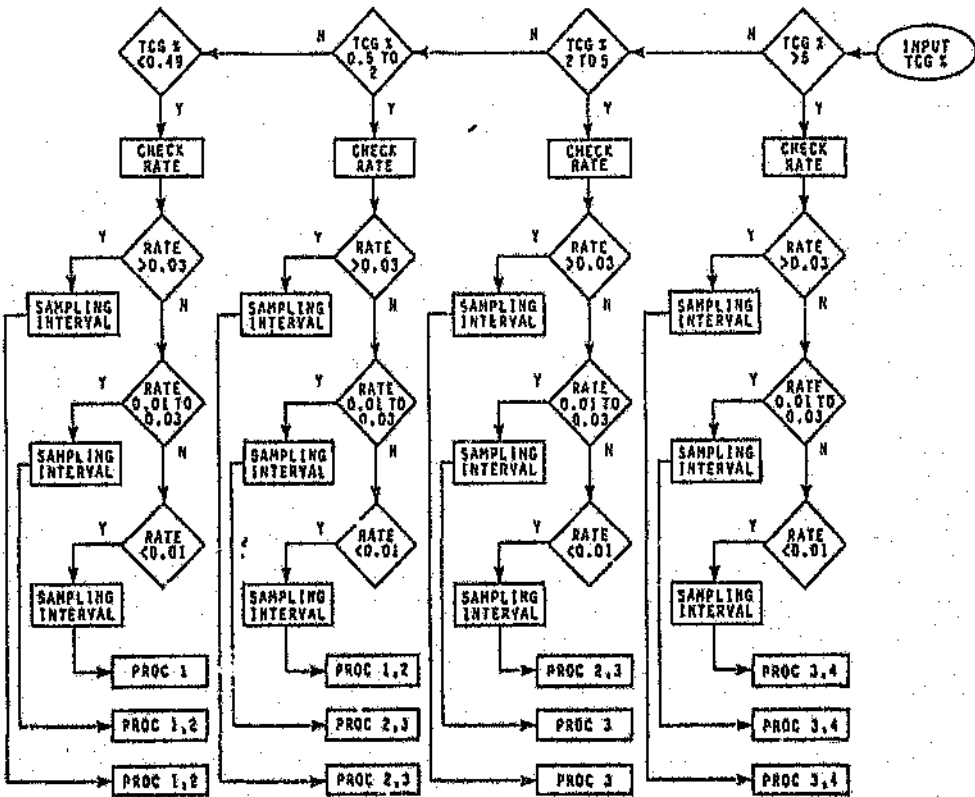 TCG %
<0.49
N
TCG %
0.5 TO
2
N
TCG %
2 TO 5
N
TCG %
>5
INPUT
TCG %
Y
Y
Y
Y
CHECK
RATE
CHECK
RATE
CHECK
RATE
CHECK
RATE
Y
RATE
>0.03
Y
RATE
>0.03
Y
RATE
>0.03
Y
RATE
>0.03
SAMPLING
INTERVAL
N
SAMPLING
INTERVAL
N
SAMPLING
INTERVAL
N
SAMPLING
INTERVAL
N
Y
RATE
0.01 TO
0.03
Y
RATE
0.01 TO
0.03
Y
RATE
0.01 TO
0.03
Y
RATE
0.01 TO
0.03
SAMPLING
INTERVAL
N
SAMPLING
INTERVAL
N
SAMPLING
INTERVAL
N
SAMPLING
INTERVAL
N
Y
RATE
<0.01
Y
RATE
<0.01
Y
RATE
<0.01
Y
RATE
<0.01
SAMPLING
INTERVAL
SAMPLING
INTERVAL
SAMPLING
INTERVAL
SAMPLING
INTERVAL
PROC 1
PROC 1,2
PROC 2,3
PROC 3,4
PROC 1,2
PROC 2,3
PROC 3
PROC 3,4
PROC 1,2
PROC 2,3
PROC 3
PROC 3,4